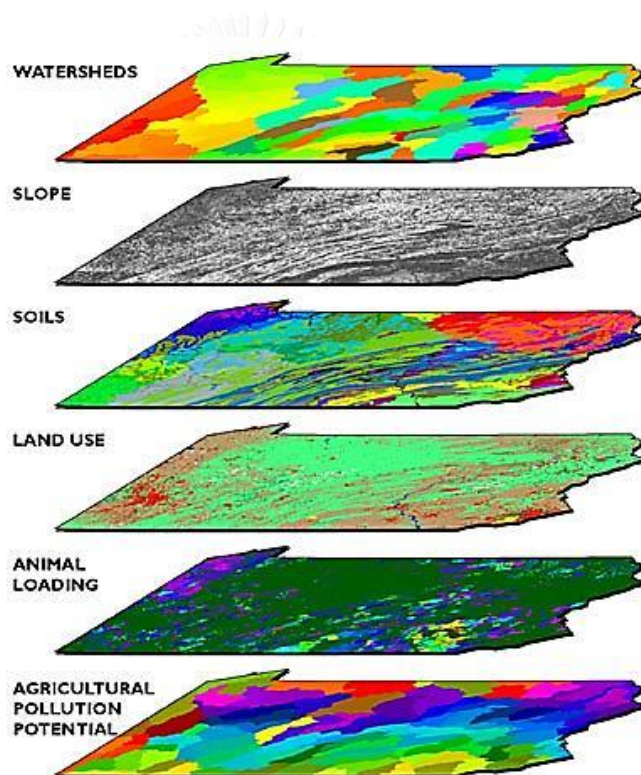 WATERSHEDS
SLOPE
SOILS
LAND USE
ANIMAL
LOADING
AGRICULTURAL
POLLUTION
POTENTIAL